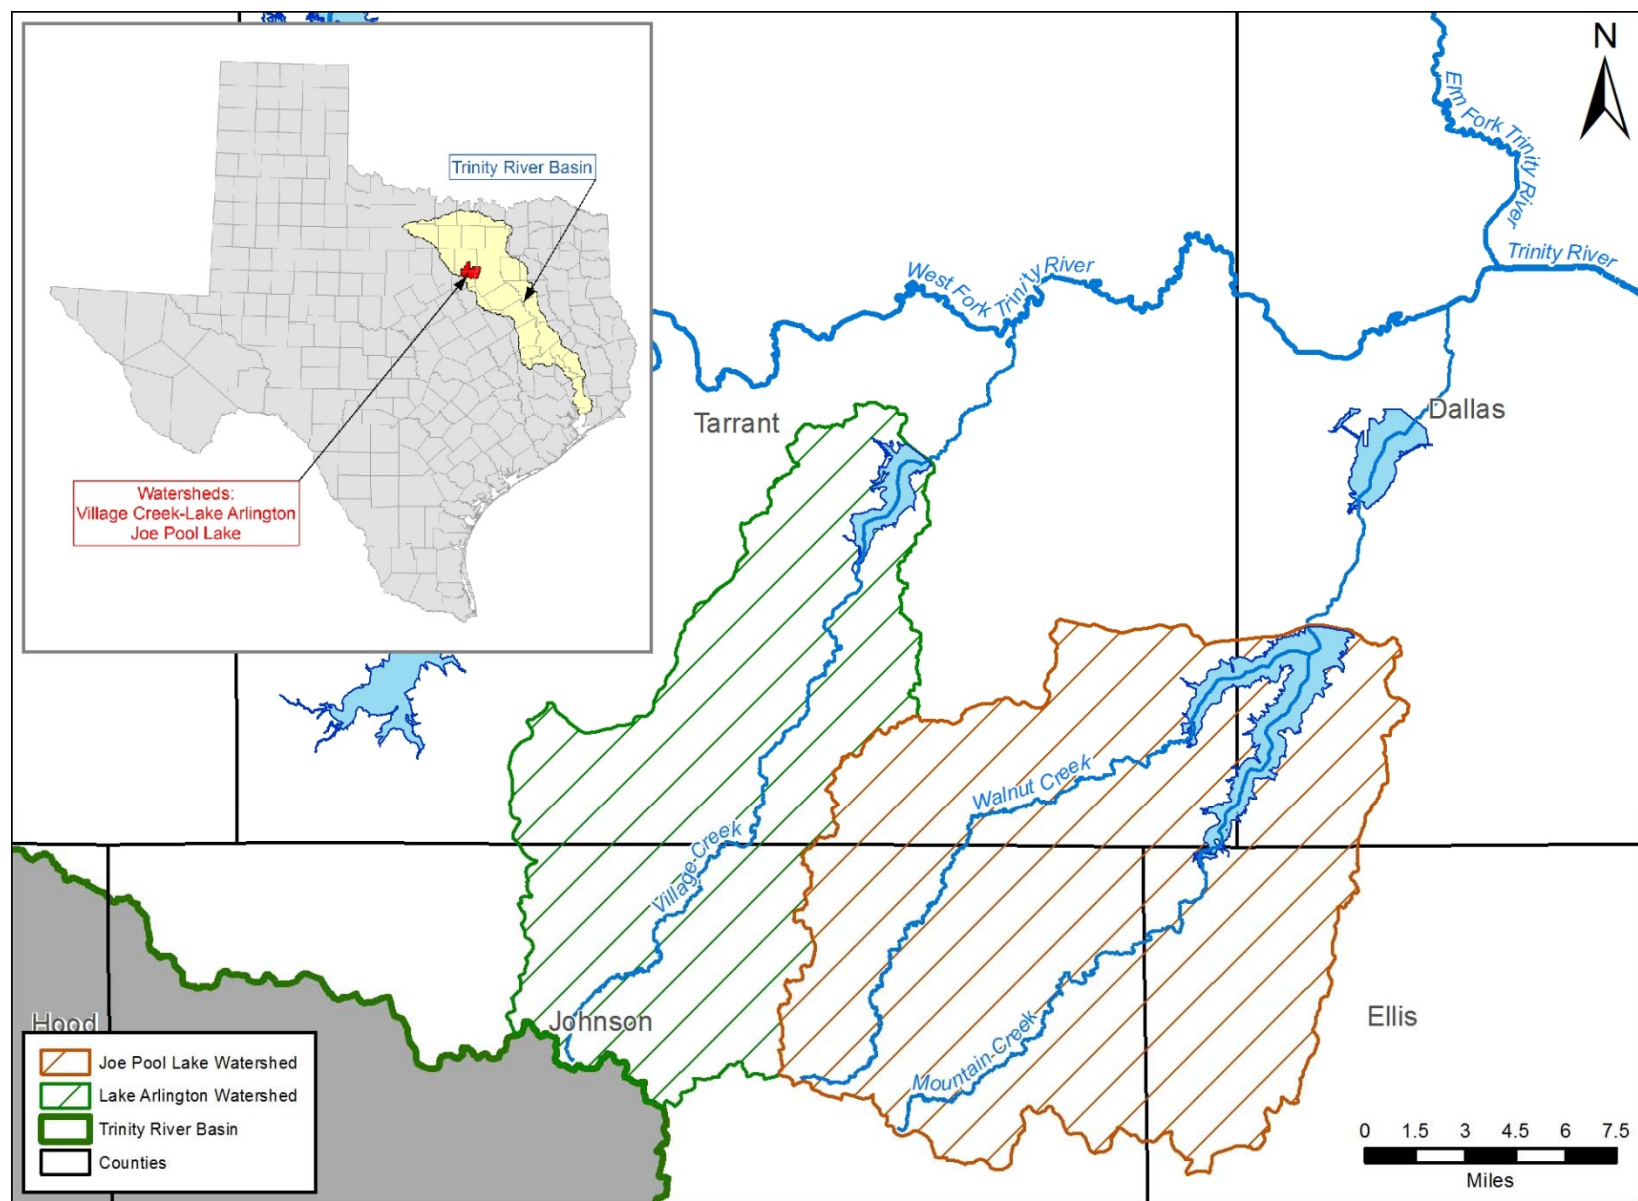 N
Elm Fork Trinity River
Trinity River Basin
Trinity River
West Fork Trinity River
Tarrant
Dallas
Watersheds:
Village Creek-Lake Arlington
Joe Pool Lake
Walnut Creek
Village Creek
Hood
Johnson
Ellis
Mountain Creek
Joe Pool Lake Watershed
Lake Arlington Watershed
Trinity River Basin
Counties
0 1.5 3 4.5 6 7.5
Miles